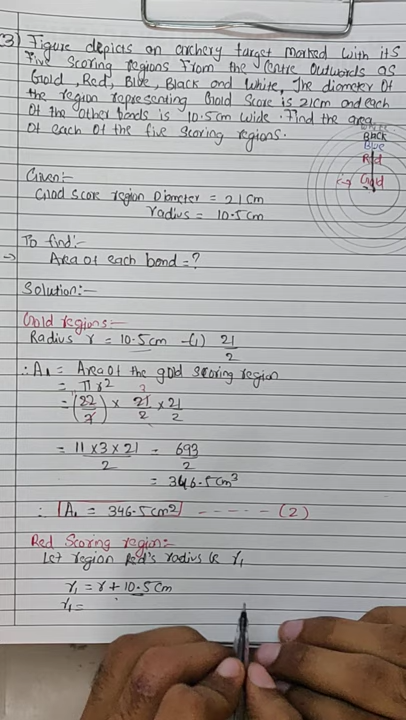 3) Figure depicts an archery target marked with its
Five scoring regions From the centre outwards as
Gold, Red, Blue, Black and White, The diameter of
the region representing Gold Score is 21cm and each
of the other bands is 10.5cm wide. Find the area
of each of the five scoring regions.
Black
Blue
Red
Gold
Given:-
Gold score region Diameter = 21cm
radius = 10.5cm
To find:-
→ Area of each bond = ?
Solution:-
Gold regions:-
Radius r = 10.5cm -(1) 21/2
∴ A₁ = Area of the gold scoring region
= πr²
= (22/7) × 21/2 × 21/2
3
= 11×3×21/2 = 693/2
= 346.5cm³
∴ A₁ = 346.5cm² ------(2)
Red Scoring region:-
Let region Red's radius is r₁
r₁ = r + 10.5cm
r₁ =